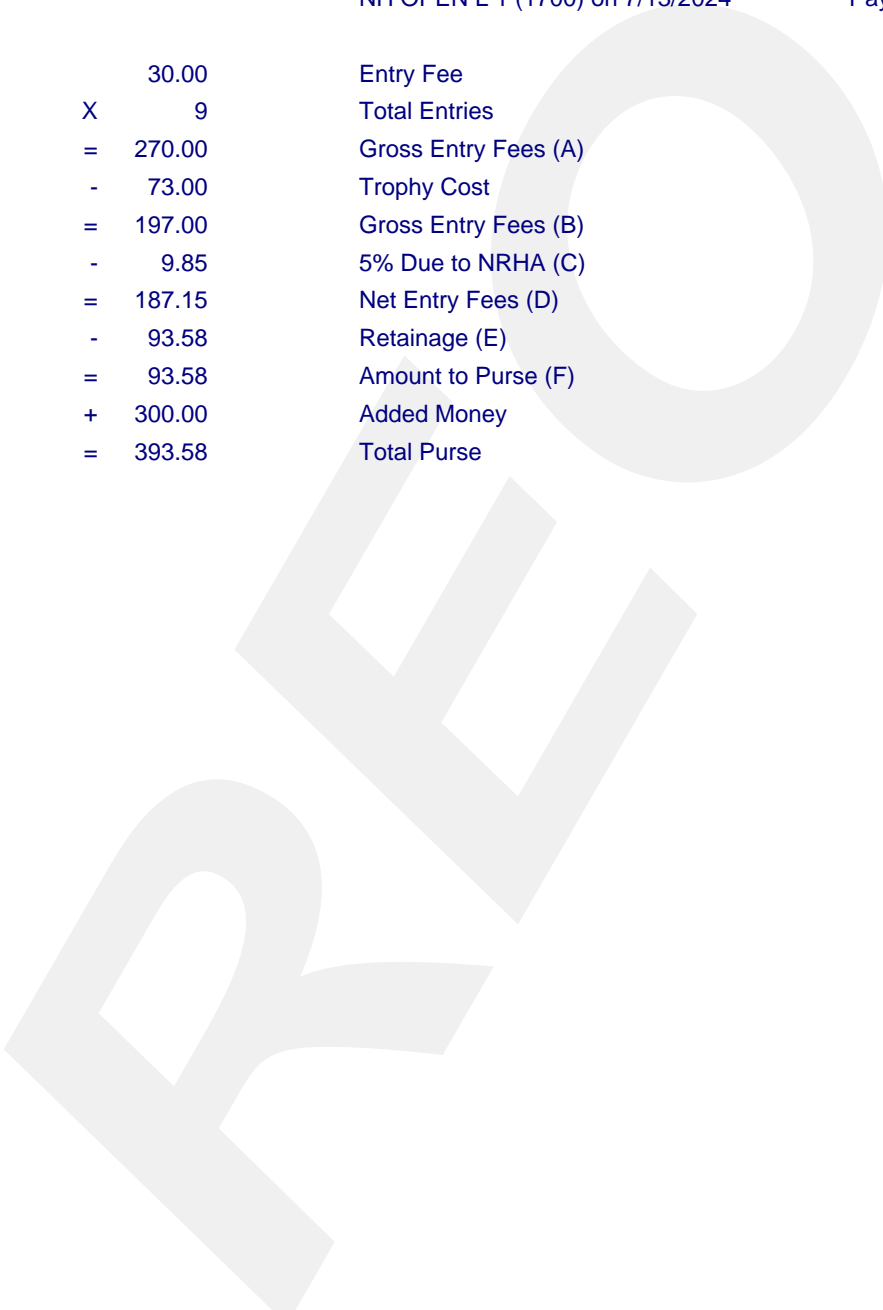 30.00 Entry Fee
X 9 Total Entries
= 270.00 Gross Entry Fees (A)
- 73.00 Trophy Cost
= 197.00 Gross Entry Fees (B)
- 9.85 5% Due to NRHA (C)
= 187.15 Net Entry Fees (D)
- 93.58 Retainage (E)
= 93.58 Amount to Purse (F)
+ 300.00 Added Money
= 393.58 Total Purse
REO